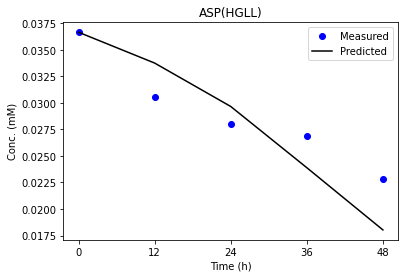 ASP(HGLL)
Measured
Predicted
0.0375
0.0350
0.0325
0.0300
0.0275
0.0250
0.0225
0.0200
0.0175
Conc. (mM)
0 12 24 36 48
Time (h)